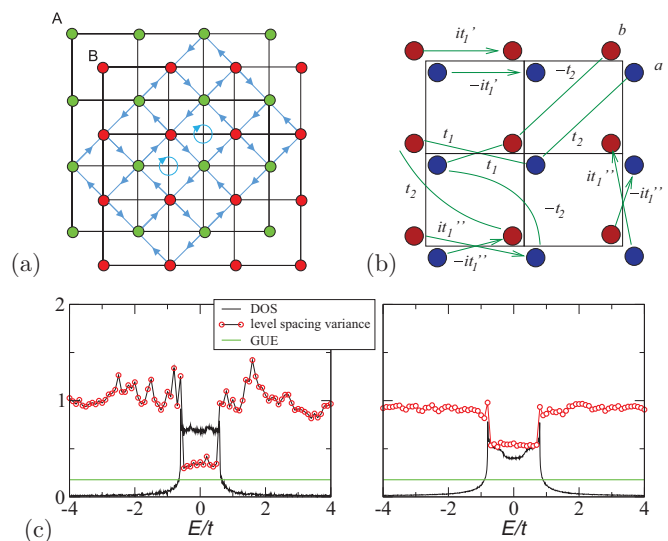 A
B
(a)
it₁'
b
-it₁'
-t₂
a
t₁
t₂
t₁
it₁''
-it₁''
t₂
-t₂
it₁''
-it₁''
(b)
2
1
0
DOS
level spacing variance
GUE
-4 -2 0 2 4
E/t
-4 -2 0 2 4
E/t
(c)